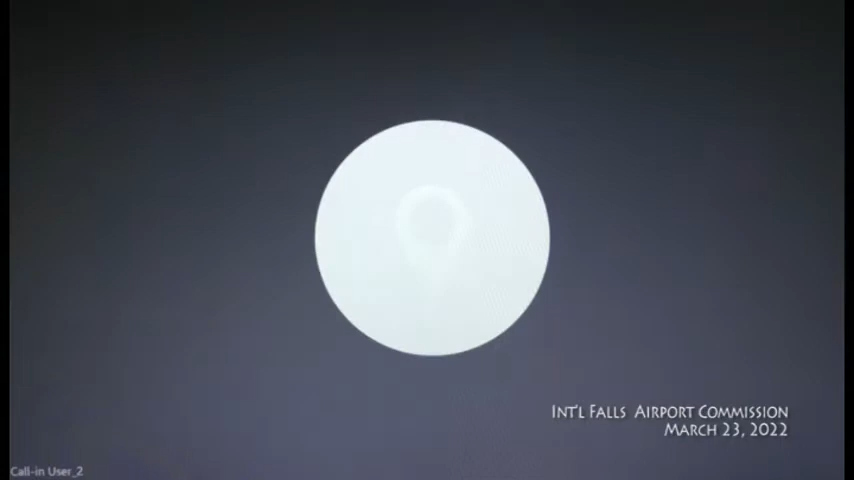 Int'l Falls Airport Commission
March 23, 2022
Call-in User_2